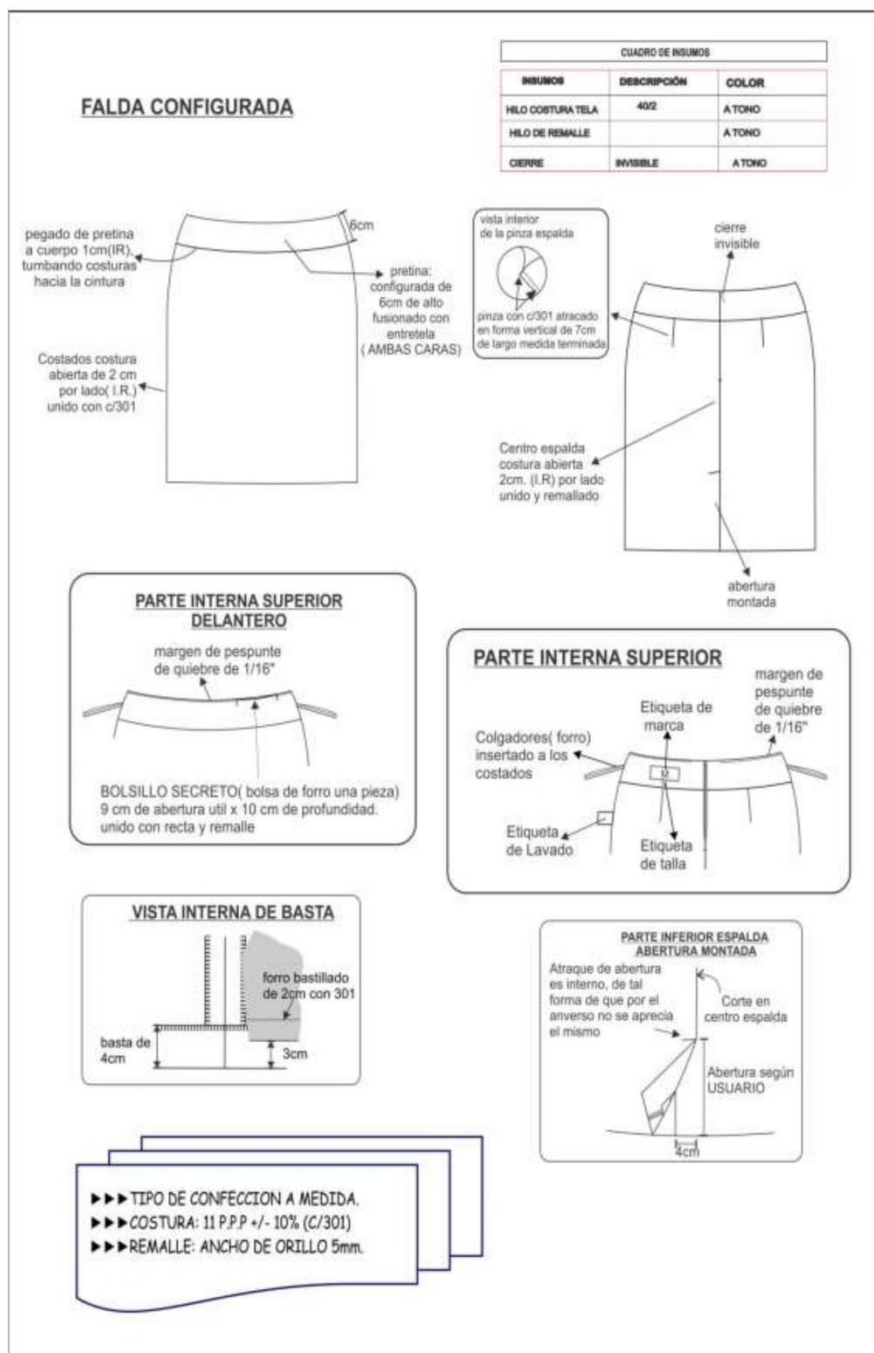 CUADRO DE INSUMOS
INSUMOS DESCRIPCIÓN COLOR
HILO COSTURA TELA 40/2 A TONO
HILO DE REMALLE A TONO
CIERRE INVISIBLE A TONO
FALDA CONFIGURADA
pegado de pretina
a cuerpo 1cm(IR).
tumbando costuras
hacia la cintura
6cm
pretina:
configurada de
6cm de alto
fusionado con
entretela
( AMBAS CARAS)
Costados costura
abierta de 2 cm
por lado( I.R.)
unido con c/301
vista interior
de la pinza espalda
pinza con c/301 atracado
en forma vertical de 7cm
de largo medida terminada
cierre
invisible
Centro espalda
costura abierta
2cm. (I.R) por lado
unido y remallado
abertura
montada
PARTE INTERNA SUPERIOR
DELANTERO
margen de pespunte
de quiebre de 1/16"
BOLSILLO SECRETO( bolsa de forro una pieza)
9 cm de abertura util x 10 cm de profundidad.
unido con recta y remalle
PARTE INTERNA SUPERIOR
margen de
pespunte
de quiebre
de 1/16"
Etiqueta de
marca
Colgadores( forro)
insertado a los
costados
M
Etiqueta
de Lavado
Etiqueta
de talla
VISTA INTERNA DE BASTA
forro bastillado
de 2cm con 301
basta de
4cm
3cm
PARTE INFERIOR ESPALDA
ABERTURA MONTADA
Atraque de abertura
es interno, de tal
forma de que por el
anverso no se aprecia
el mismo
Corte en
centro espalda
Abertura según
USUARIO
4cm
►►►TIPO DE CONFECCION A MEDIDA.
►►►COSTURA: 11 P.P.P +/- 10% (C/301)
►►►REMALLE: ANCHO DE ORILLO 5mm.